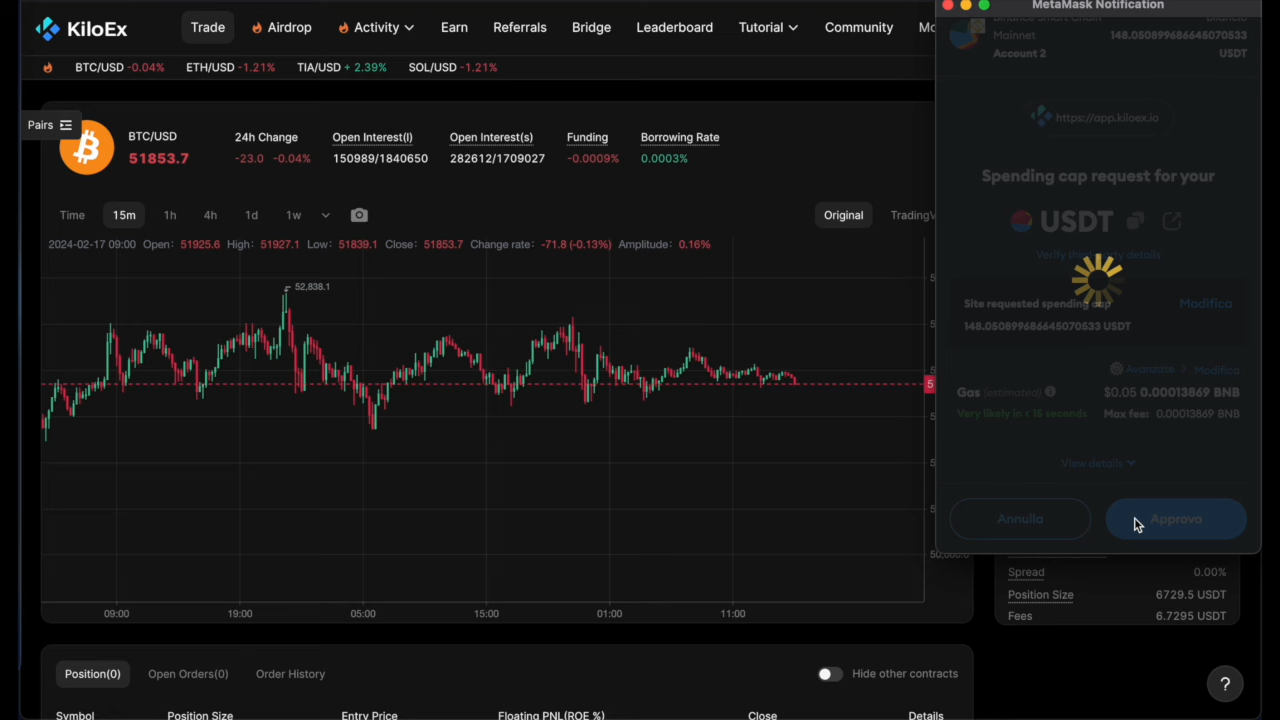 KiloEx
Trade
Airdrop
Activity
Earn
Referrals
Bridge
Leaderboard
Tutorial
Community
BTC/USD -0.04%
ETH/USD -1.21%
TIA/USD + 2.39%
SOL/USD -1.21%
Pairs
BTC/USD
51853.7
24h Change
-23.0 -0.04%
Open Interest(l)
150989/1840650
Open Interest(s)
282612/1709027
Funding
-0.0009%
Borrowing Rate
0.0003%
Time 15m 1h 4h 1d 1w
Original
2024-02-17 09:00 Open: 51925.6 High: 51927.1 Low: 51839.1 Close: 51853.7 Change rate: -71.8 (-0.13%) Amplitude: 0.16%
52,838.1
50,000.0
09:00 19:00 05:00 15:00 01:00 11:00
Position(0)
Open Orders(0)
Order History
Hide other contracts
Symbol
Position Size
Entry Price
Floating PNL(ROE %)
Close
Details
MetaMask Notification
Mainnet
Account 2
148.050899686645070533
USDT
https://app.kiloex.io
Spending cap request for your
USDT
Verify third-party details
Site requested spending cap
Modifica
148.050899686645070533 USDT
Avanzate
Modifica
Gas (estimated)
$0.05 0.00013869 BNB
Very likely in < 15 seconds
Max fee: 0.00013869 BNB
View details
Annulla
Approva
Spread
0.00%
Position Size
6729.5 USDT
Fees
6.7295 USDT
?